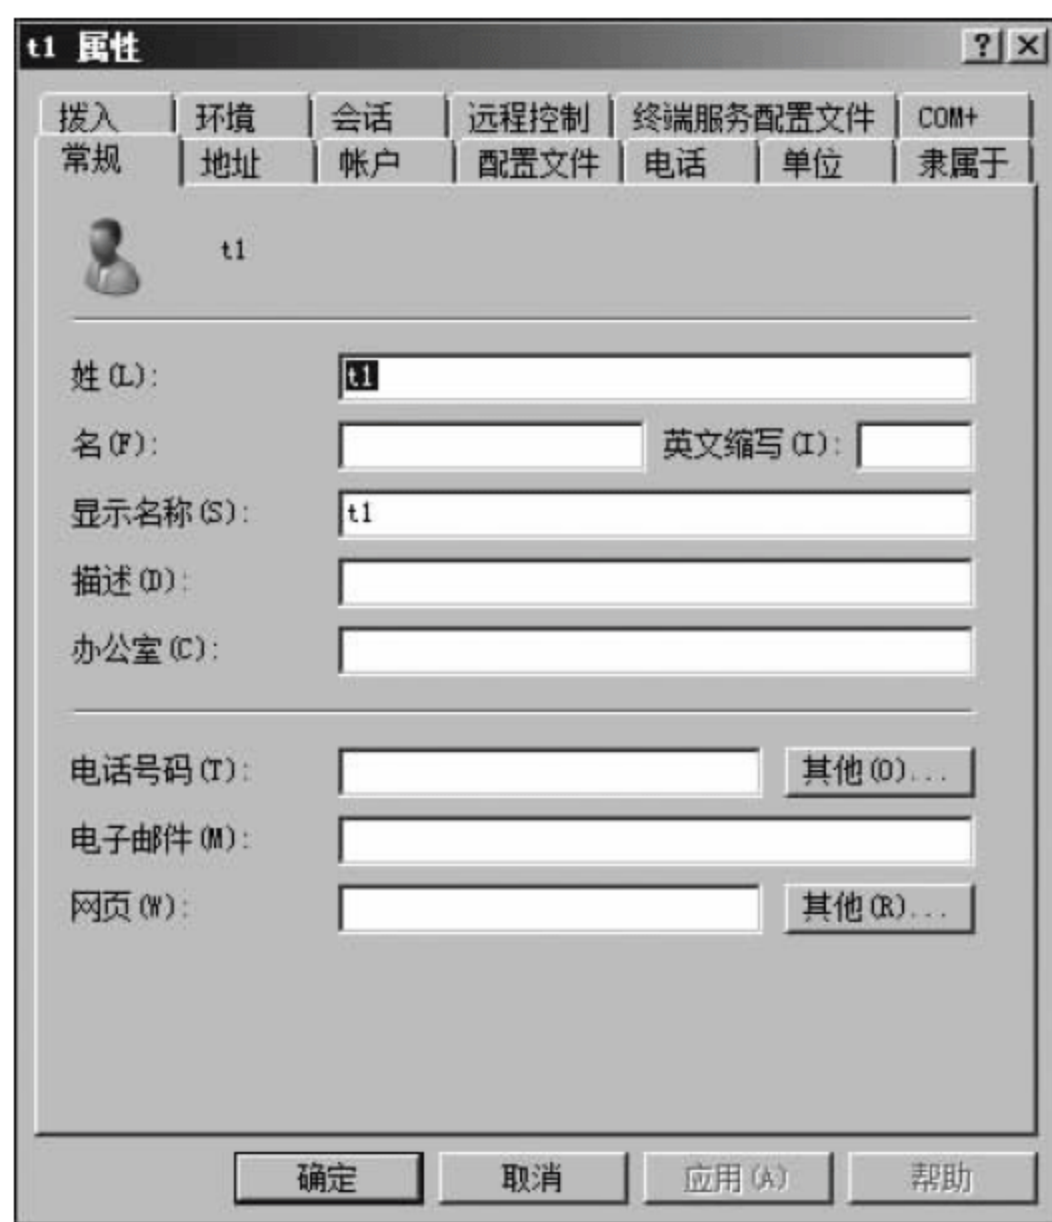 t1 属性
拨入 环境 会话 远程控制 终端服务配置文件 COM+
常规 地址 帐户 配置文件 电话 单位 隶属于
t1
姓(L): t1
名(F): 英文缩写(I):
显示名称(S): t1
描述(D):
办公室(C):
电话号码(T): 其他(O)...
电子邮件(M):
网页(W): 其他(R)...
确定 取消 应用(A) 帮助